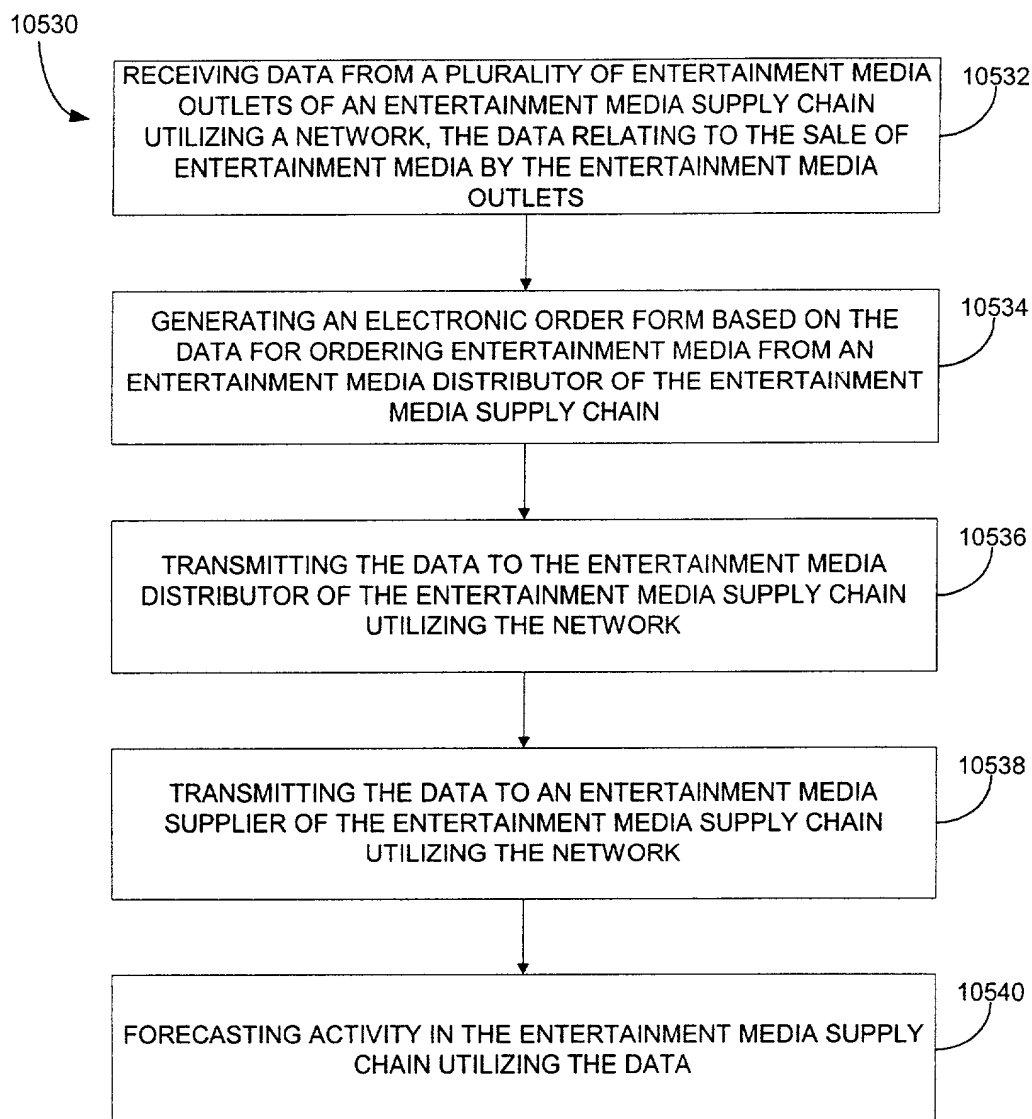 10530
RECEIVING DATA FROM A PLURALITY OF ENTERTAINMENT MEDIA
OUTLETS OF AN ENTERTAINMENT MEDIA SUPPLY CHAIN
UTILIZING A NETWORK, THE DATA RELATING TO THE SALE OF
ENTERTAINMENT MEDIA BY THE ENTERTAINMENT MEDIA
OUTLETS
10532
GENERATING AN ELECTRONIC ORDER FORM BASED ON THE
DATA FOR ORDERING ENTERTAINMENT MEDIA FROM AN
ENTERTAINMENT MEDIA DISTRIBUTOR OF THE ENTERTAINMENT
MEDIA SUPPLY CHAIN
10534
TRANSMITTING THE DATA TO THE ENTERTAINMENT MEDIA
DISTRIBUTOR OF THE ENTERTAINMENT MEDIA SUPPLY CHAIN
UTILIZING THE NETWORK
10536
TRANSMITTING THE DATA TO AN ENTERTAINMENT MEDIA
SUPPLIER OF THE ENTERTAINMENT MEDIA SUPPLY CHAIN
UTILIZING THE NETWORK
10538
FORECASTING ACTIVITY IN THE ENTERTAINMENT MEDIA SUPPLY
CHAIN UTILIZING THE DATA
10540